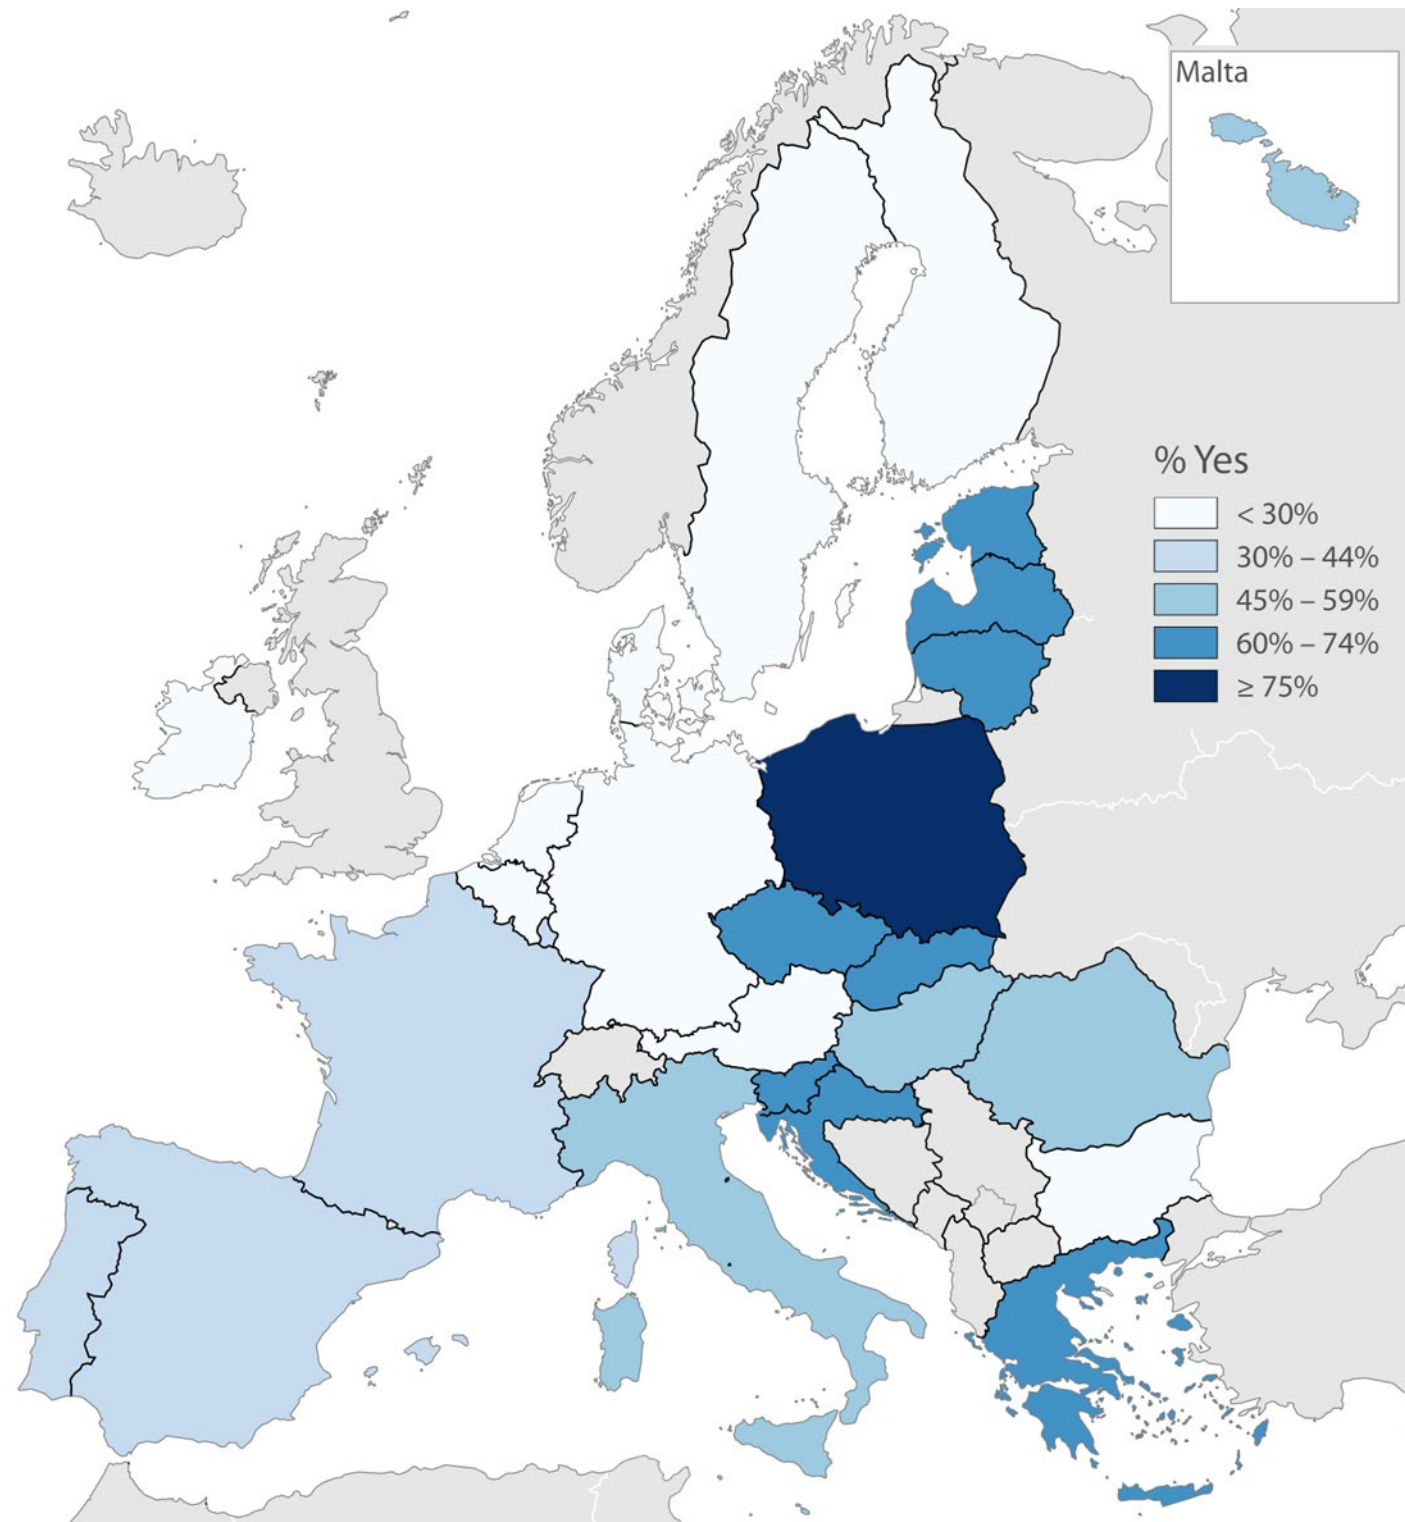 Malta
% Yes
< 30%
30% – 44%
45% – 59%
60% – 74%
≥ 75%